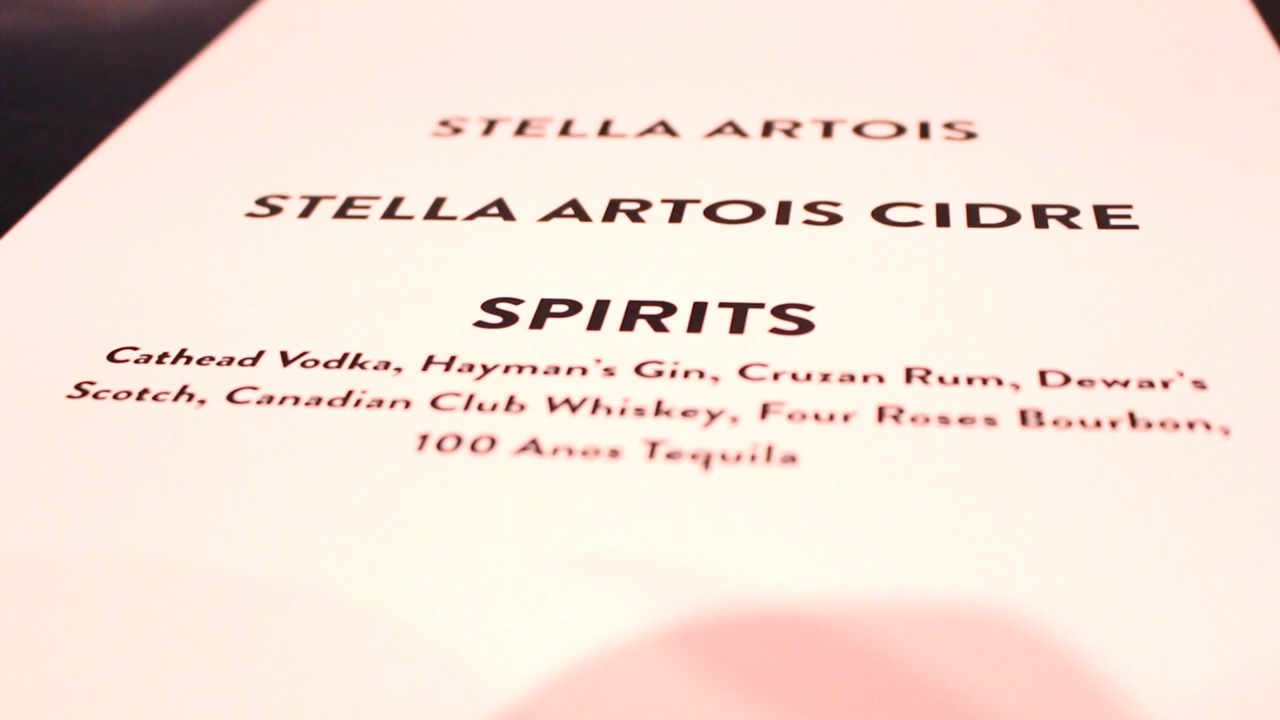 STELLA ARTOIS
STELLA ARTOIS CIDRE
SPIRITS
Cathead Vodka, Hayman's Gin, Cruzan Rum, Dewar's
Scotch, Canadian Club Whiskey, Four Roses Bourbon,
100 Anos Tequila